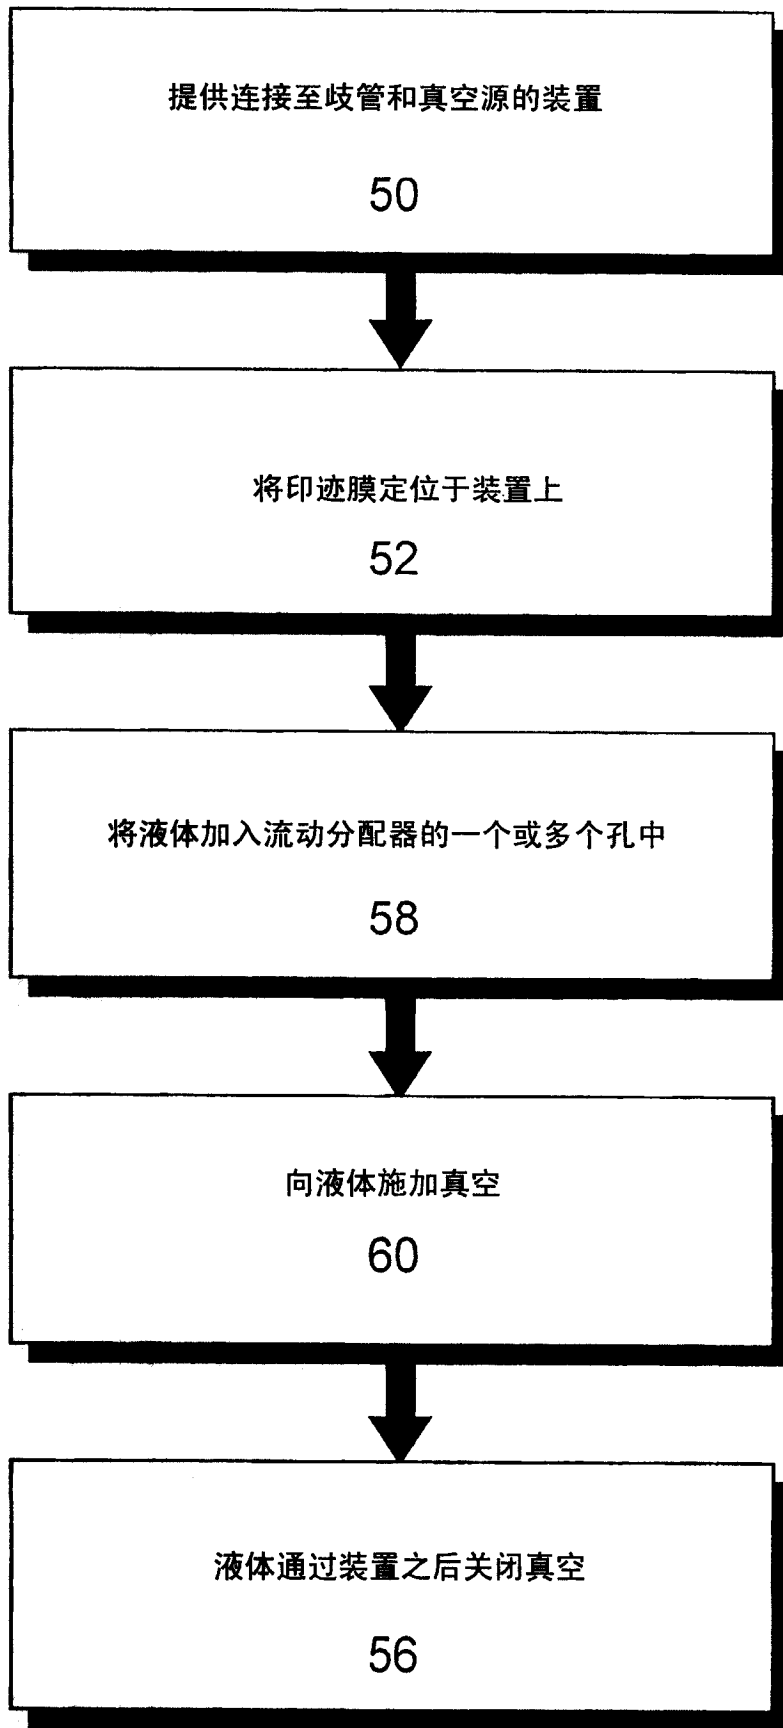 提供连接至歧管和真空源的装置
50
将印迹膜定位于装置上
52
将液体加入流动分配器的一个或多个孔中
58
向液体施加真空
60
液体通过装置之后关闭真空
56